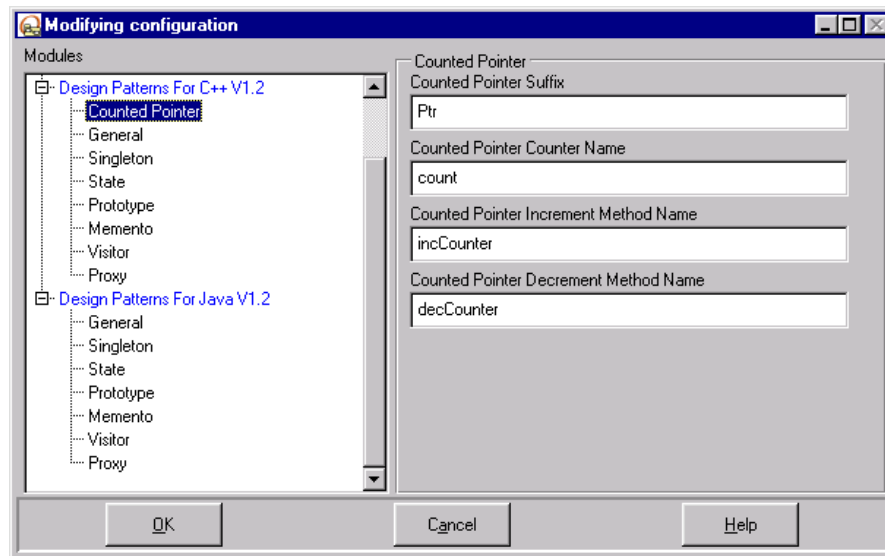 Modifying configuration
Modules
Design Patterns For C++ V1.2
Counted Pointer
General
Singleton
State
Prototype
Memento
Visitor
Proxy
Design Patterns For Java V1.2
General
Singleton
State
Prototype
Memento
Visitor
Proxy
Counted Pointer
Counted Pointer Suffix
Ptr
Counted Pointer Counter Name
count
Counted Pointer Increment Method Name
incCounter
Counted Pointer Decrement Method Name
decCounter
OK Cancel Help